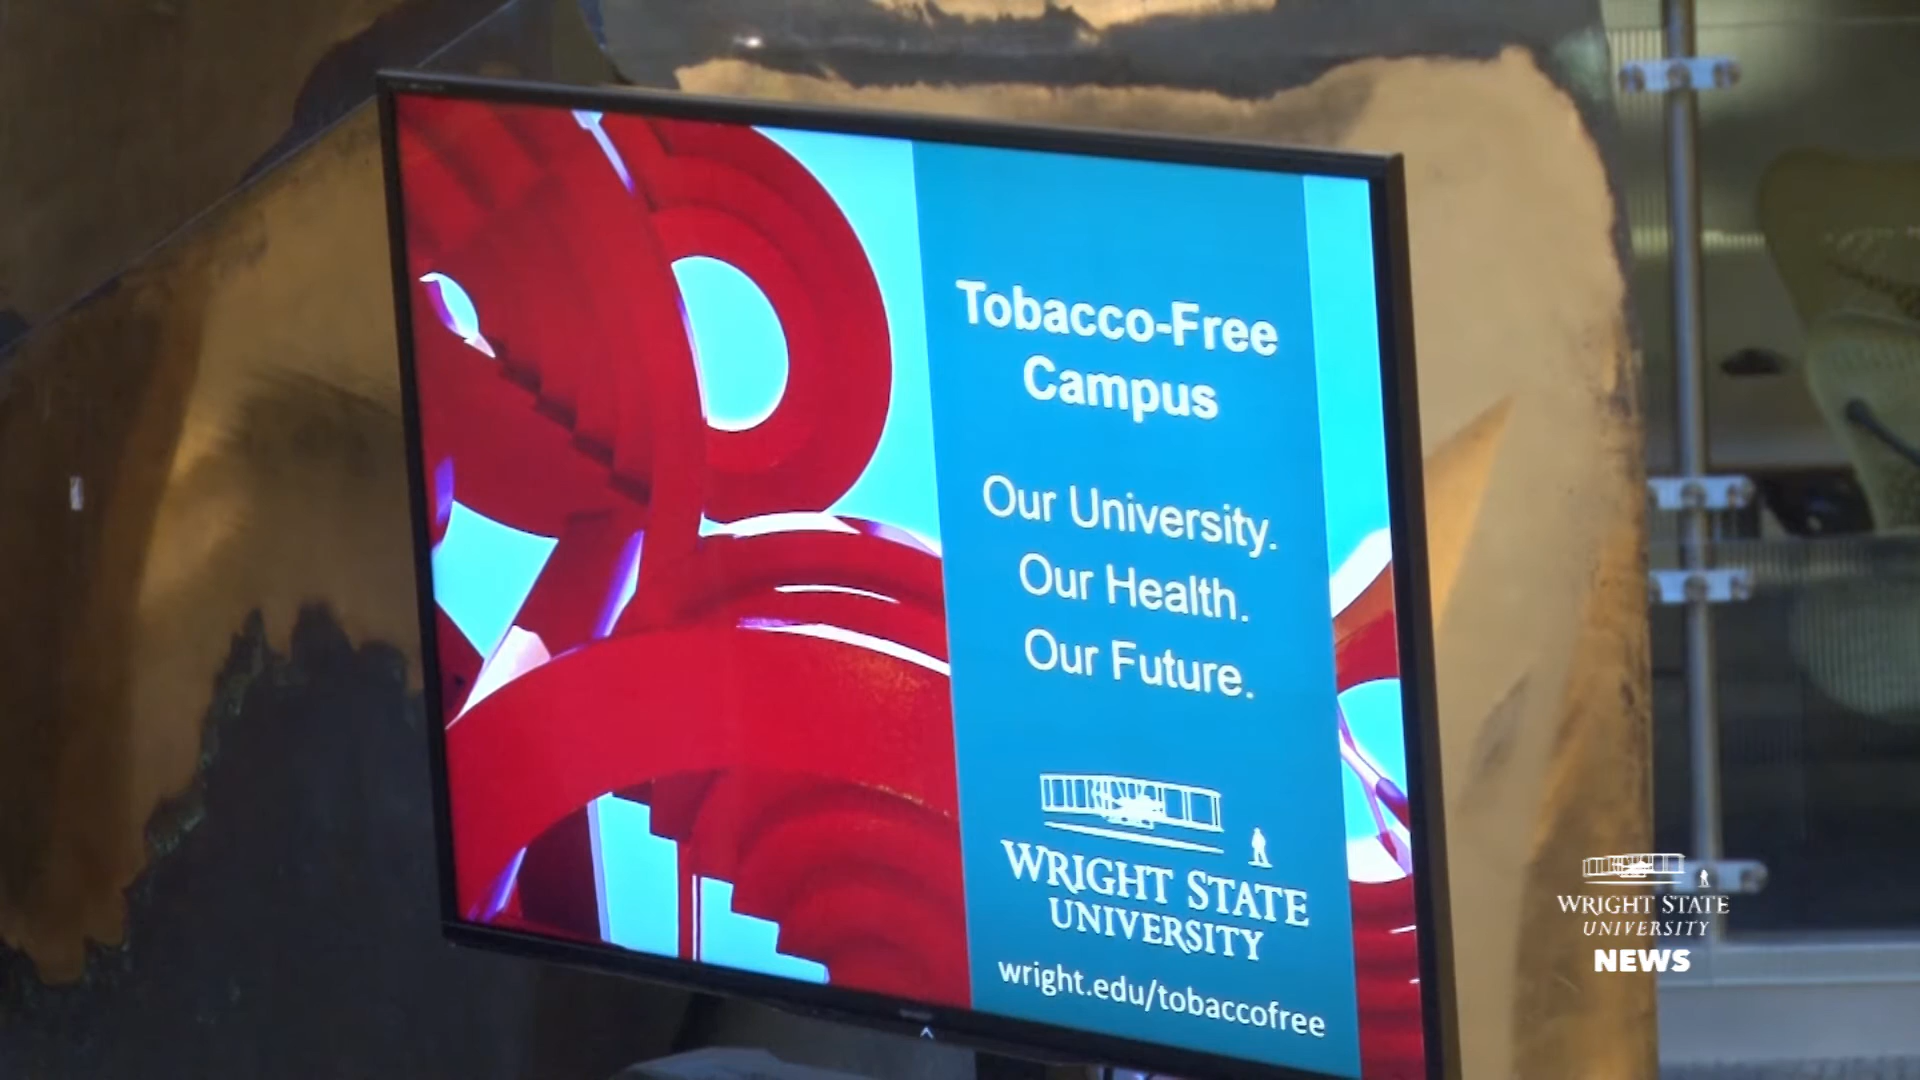 Tobacco-Free
Campus
Our University.
Our Health.
Our Future.
WRIGHT STATE
UNIVERSITY
wright.edu/tobaccofree
WRIGHT STATE
UNIVERSITY
NEWS